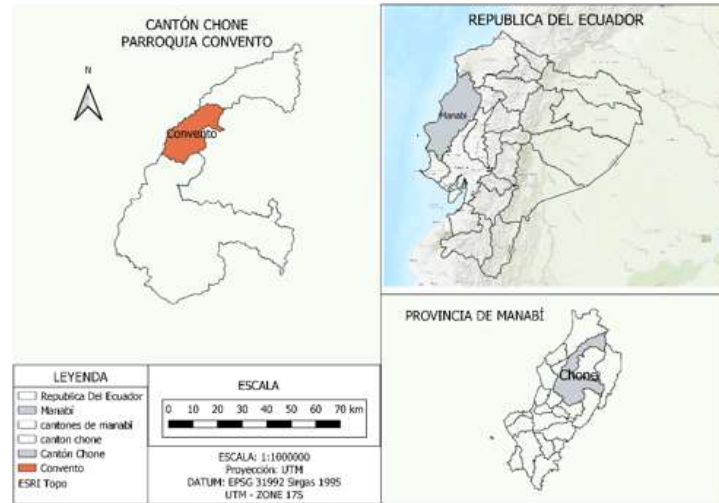 CANTÓN CHONE
PARROQUIA CONVENTO
N
Convento
REPUBLICA DEL ECUADOR
Manabí
PROVINCIA DE MANABÍ
Chone
LEYENDA
Republica Del Ecuador
Manabí
cantones de manabí
canton chone
Cantón Chone
Convento
ESRI Topo
ESCALA
0 10 20 30 40 50 60 70 km
ESCALA: 1:1000000
Proyección: UTM
DATUM: EPSG 31992 Sirgas 1995
UTM - ZONE 17S